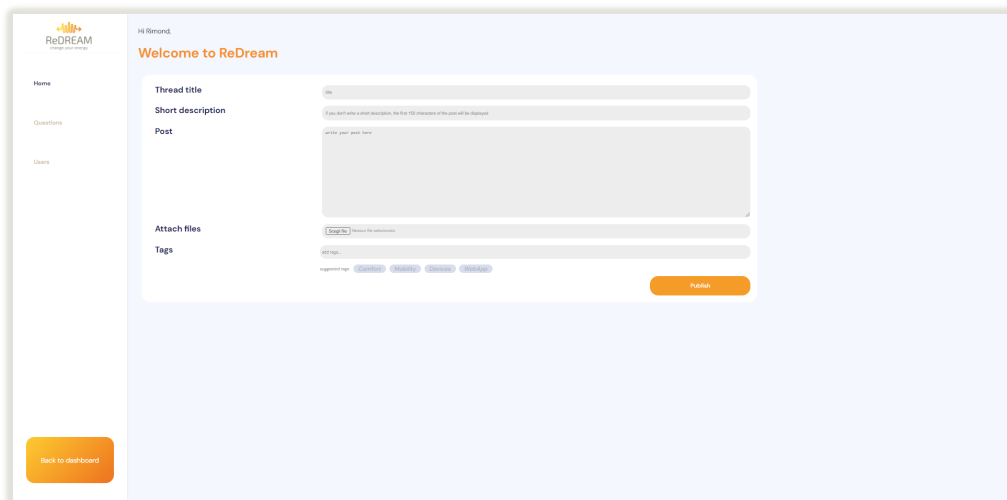 ReDREAM
change your energy
Hi Rimond,
Welcome to ReDream
Home
Questions
Users
Thread title
title
Short description
If you don't write a short description, the first 150 characters of the post will be displayed
Post
write your post here
Attach files
Scegli file Nessun file selezionato
Tags
add tags...
suggested tags: Comfort Mobility Devices WebApp
Publish
Back to dashboard